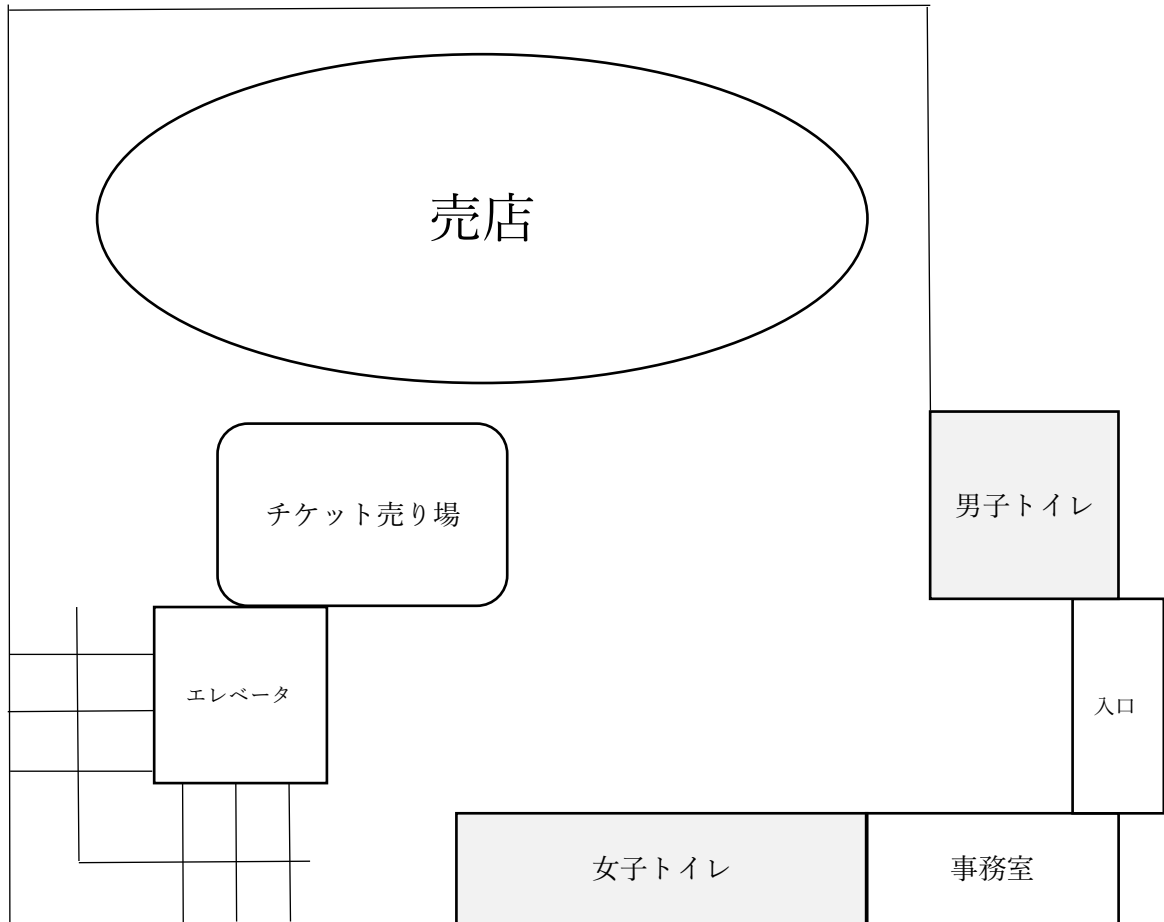 売店
チケット売り場
男子トイレ
エレベータ
入口
女子トイレ
事務室